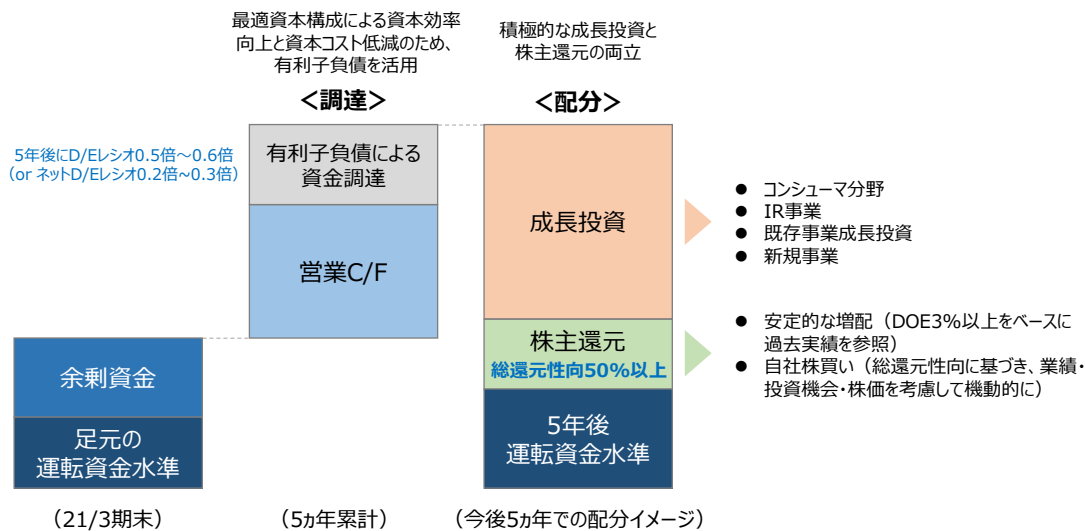 最適資本構成による資本効率
向上と資本コスト低減のため、
有利子負債を活用
＜調達＞
積極的な成長投資と
株主還元の両立
＜配分＞
5年後にD/Eレシオ0.5倍～0.6倍
（or ネットD/Eレシオ0.2倍~0.3倍）
有利子負債による
資金調達
営業C/F
余剰資金
足元の
運転資金水準
成長投資
株主還元
総還元性向50%以上
5年後
運転資金水準
● コンシューマ分野
● IR事業
● 既存事業成長投資
● 新規事業
● 安定的な増配（DOE3%以上をベースに
過去実績を参照）
● 自社株買い（総還元性向に基づき、業績・
投資機会・株価を考慮して機動的に）
（21/3期末）
（5ヵ年累計）
（今後5ヵ年での配分イメージ）